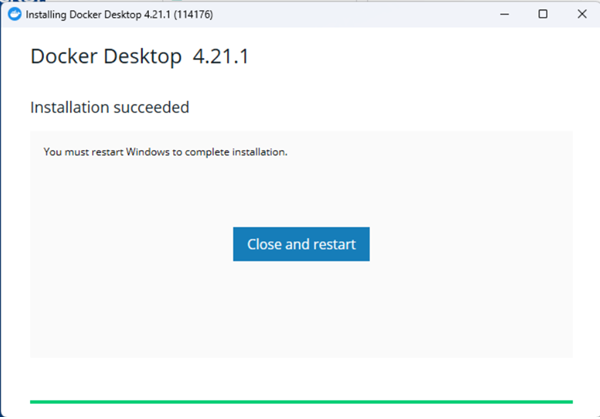 Installing Docker Desktop 4.21.1 (114176)
Docker Desktop 4.21.1
Installation succeeded
You must restart Windows to complete installation.
Close and restart